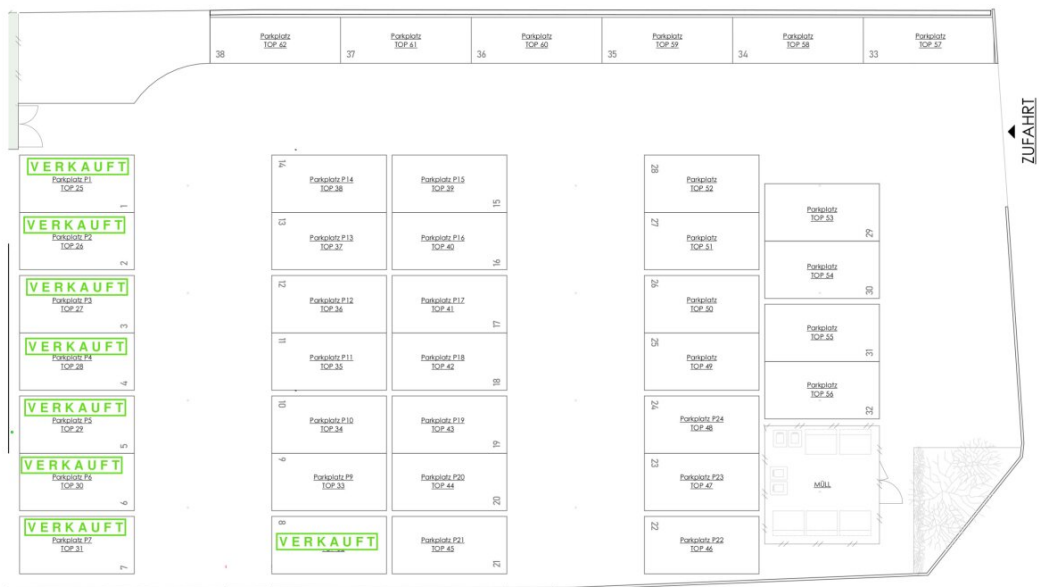 Parkplatz
TOP 62
38
Parkplatz
TOP 61
37
Parkplatz
TOP 60
36
Parkplatz
TOP 59
35
Parkplatz
TOP 58
34
Parkplatz
TOP 57
33
ZUFAHRT
VERKAUFT
Parkplatz P1
TOP 25
1
VERKAUFT
Parkplatz P2
TOP 26
2
VERKAUFT
Parkplatz P3
TOP 27
3
VERKAUFT
Parkplatz P4
TOP 28
4
VERKAUFT
Parkplatz P5
TOP 29
5
VERKAUFT
Parkplatz P6
TOP 30
6
VERKAUFT
Parkplatz P7
TOP 31
7
14
Parkplatz P14
TOP 38
13
Parkplatz P13
TOP 37
12
Parkplatz P12
TOP 36
11
Parkplatz P11
TOP 35
10
Parkplatz P10
TOP 34
9
Parkplatz P9
TOP 33
8
VERKAUFT
Parkplatz P15
TOP 39
15
Parkplatz P16
TOP 40
16
Parkplatz P17
TOP 41
17
Parkplatz P18
TOP 42
18
Parkplatz P19
TOP 43
19
Parkplatz P20
TOP 44
20
Parkplatz P21
TOP 45
21
28
Parkplatz
TOP 52
27
Parkplatz
TOP 51
26
Parkplatz
TOP 50
25
Parkplatz
TOP 49
24
Parkplatz P24
TOP 48
23
Parkplatz P23
TOP 47
22
Parkplatz P22
TOP 46
Parkplatz
TOP 53
29
Parkplatz
TOP 54
30
Parkplatz
TOP 55
31
Parkplatz
TOP 56
32
MÜLL